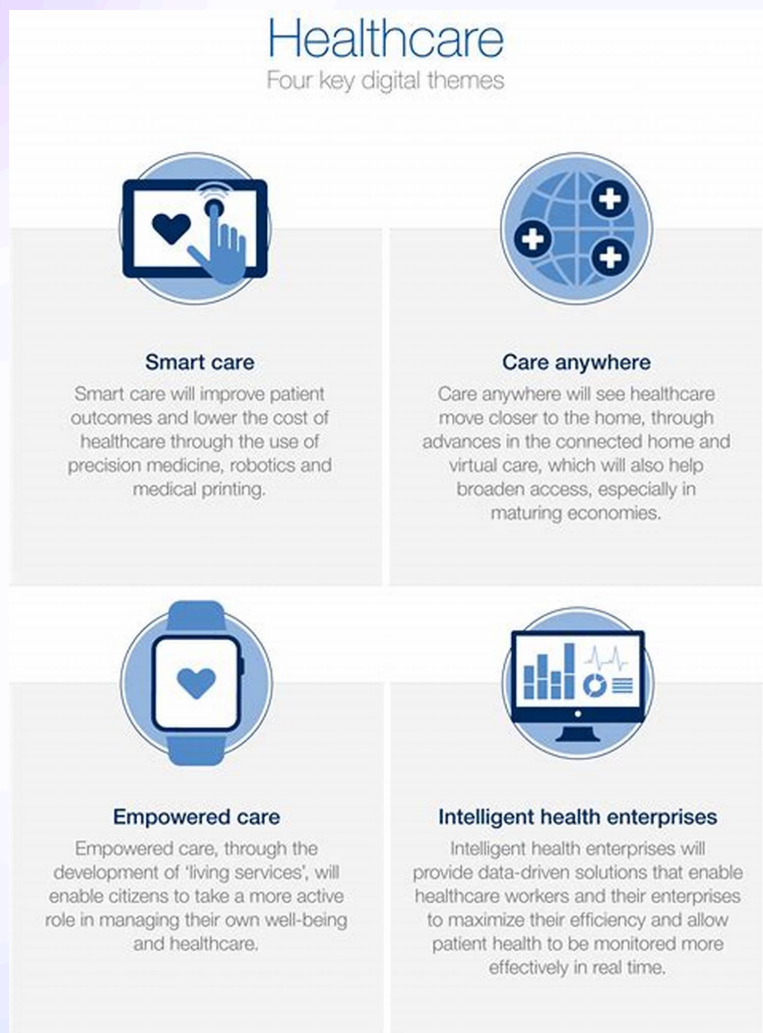 Healthcare
Four key digital themes
Smart care
Smart care will improve patient
outcomes and lower the cost of
healthcare through the use of
precision medicine, robotics and
medical printing.
Care anywhere
Care anywhere will see healthcare
move closer to the home, through
advances in the connected home and
virtual care, which will also help
broaden access, especially in
maturing economies.
Empowered care
Empowered care, through the
development of ‘living services’, will
enable citizens to take a more active
role in managing their own well-being
and healthcare.
Intelligent health enterprises
Intelligent health enterprises will
provide data-driven solutions that enable
healthcare workers and their enterprises
to maximize their efficiency and allow
patient health to be monitored more
effectively in real time.